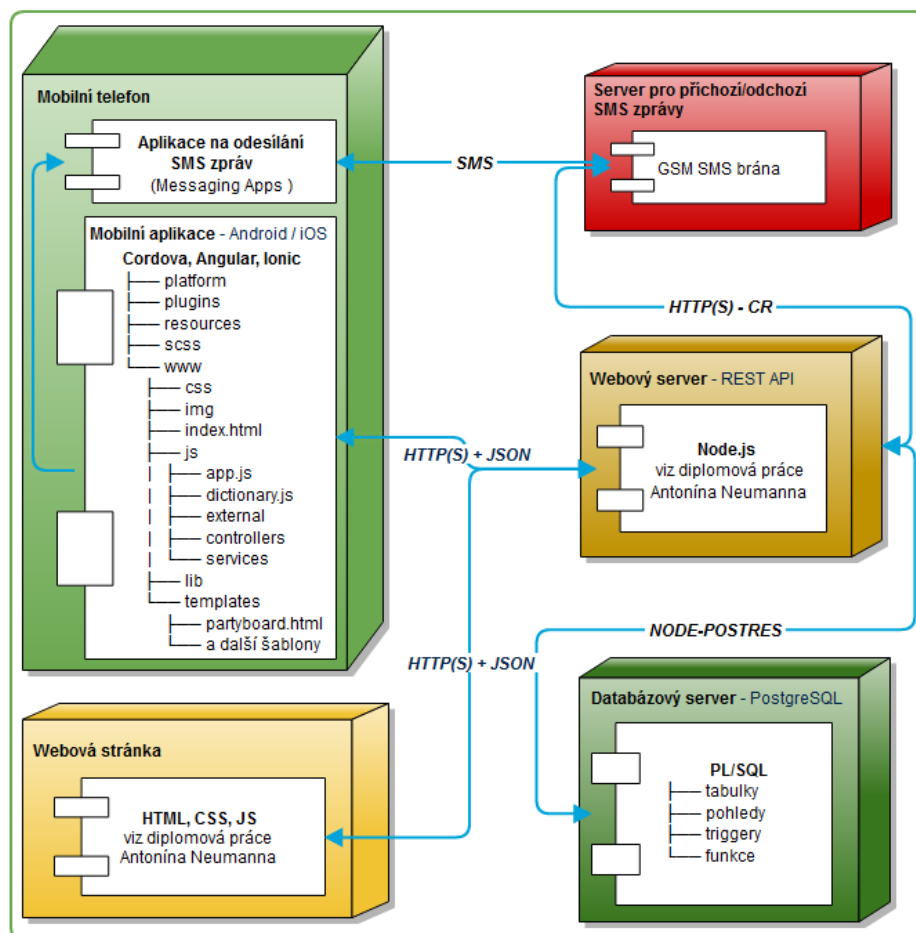 Mobilní telefon
Aplikace na odesílání
SMS zpráv
(Messaging Apps )
Mobilní aplikace - Android / iOS
Cordova, Angular, Ionic
├── platform
├── plugins
├── resources
├── scss
└── www
├── css
├── img
├── index.html
├── js
│ ├── app.js
│ ├── dictionary.js
│ ├── external
│ ├── controllers
│ └── services
├── lib
└── templates
├── partyboard.html
└── a další šablony
SMS
Server pro příchozí/odchozí
SMS zprávy
GSM SMS brána
HTTP(S) - CR
Webový server - REST API
Node.js
viz diplomová práce
Antonína Neumanna
HTTP(S) + JSON
NODE-POSTRES
HTTP(S) + JSON
Databázový server - PostgreSQL
PL/SQL
├── tabulky
├── pohledy
├── triggery
└── funkce
Webová stránka
HTML, CSS, JS
viz diplomová práce
Antonína Neumanna